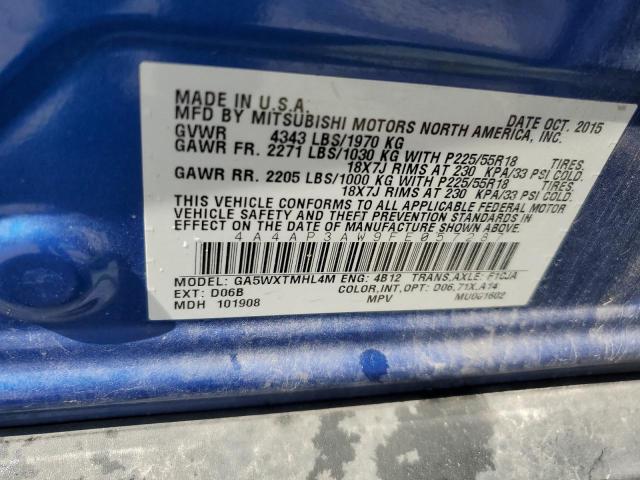 MADE IN U.S.A. DATE OCT. 2015
MFD BY MITSUBISHI MOTORS NORTH AMERICA, INC.
GVWR 4343 LBS/1970 KG
GAWR FR. 2271 LBS/1030 KG WITH P225/55R18 TIRES.
18X7J RIMS AT 230 KPA/33 PSI COLD.
GAWR RR. 2205 LBS/1000 KG WITH P225/55R18 TIRES.
18X7J RIMS AT 230 KPA/33 PSI COLD.
THIS VEHICLE CONFORMS TO ALL APPLICABLE FEDERAL MOTOR
VEHICLE SAFETY AND THEFT PREVENTION STANDARDS IN
EFFECT ON THE DATE OF MANUFACTURE SHOWN ABOVE.
4A4AP3AW9FE057287
MODEL: GA5WXTMHL4M ENG: 4B12 TRANS,AXLE: F1CJA
EXT: D06B COLOR,INT,OPT: D06,71X,A14
MDH 101908 MPV MU001602